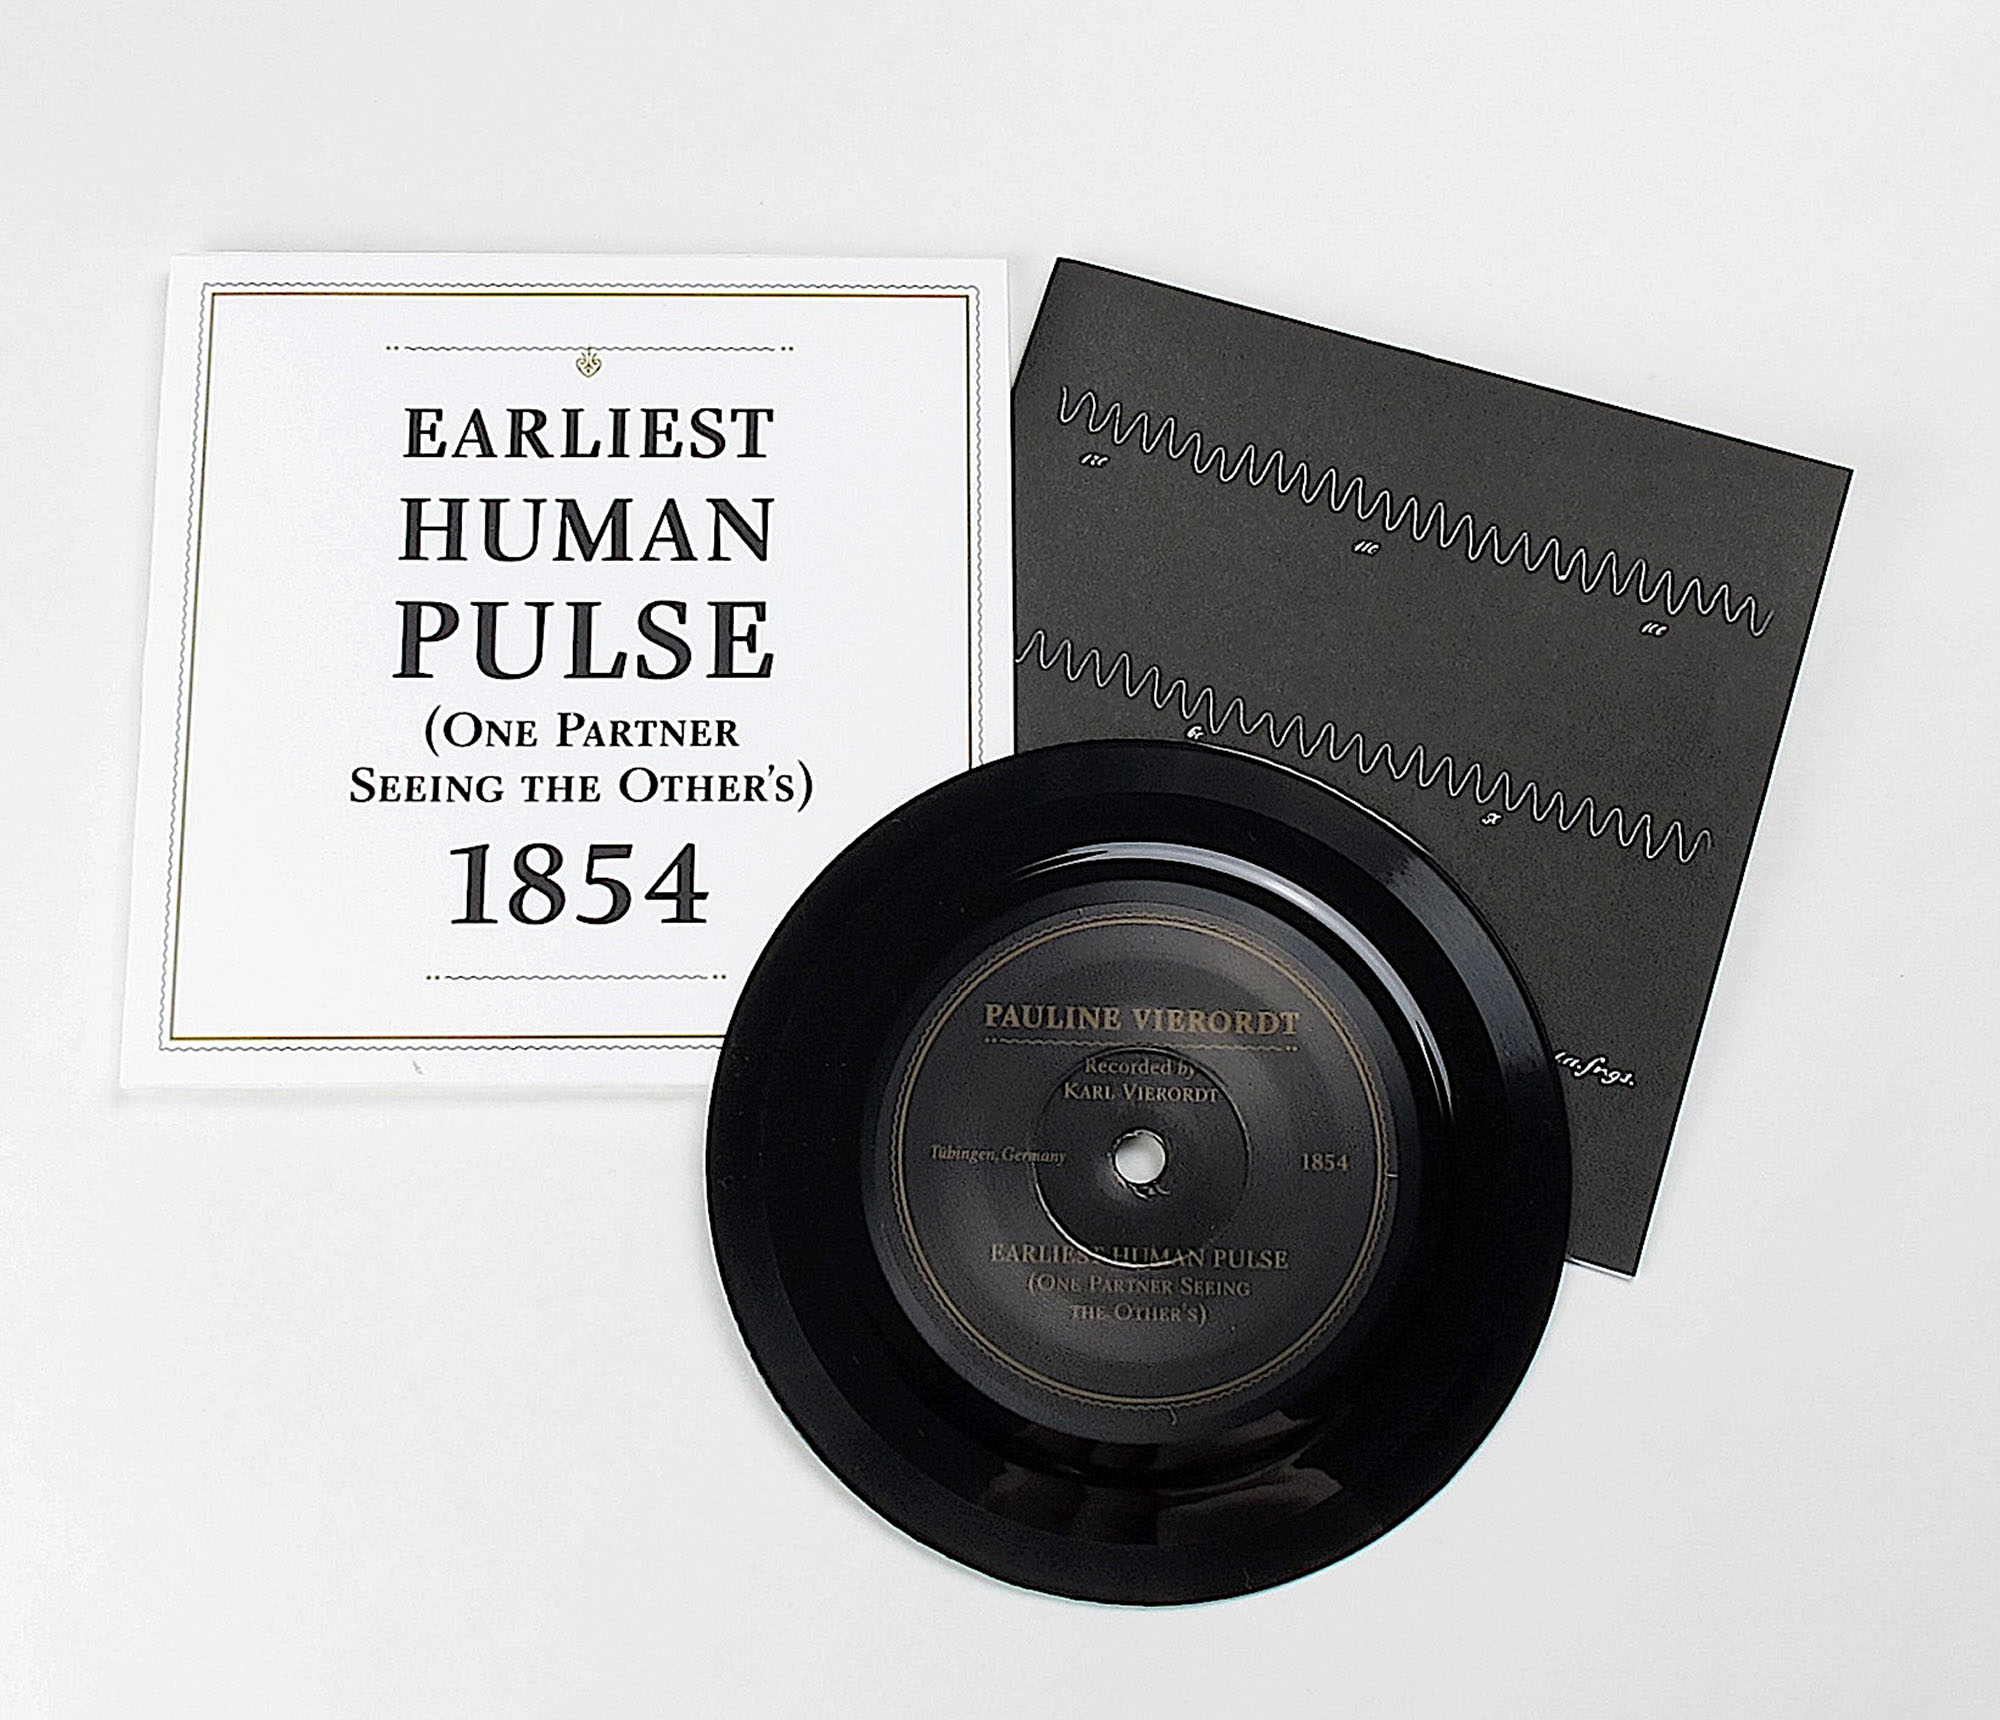 EARLIEST
HUMAN
PULSE
(ONE PARTNER
SEEING THE OTHER'S)
1854
PAULINE VIERORDT
Recorded by
KARL VIERORDT
Tübingen, Germany
1854
EARLIEST HUMAN PULSE
(ONE PARTNER SEEING
THE OTHER'S)